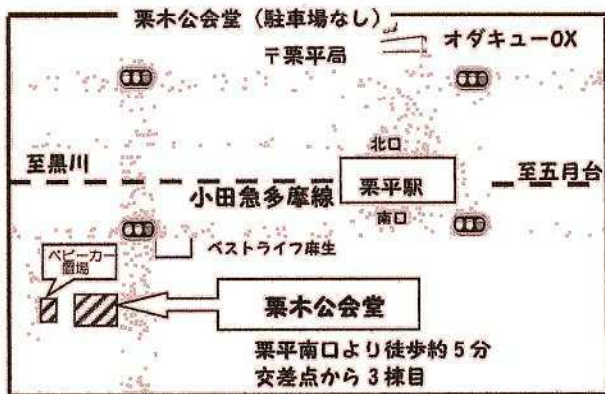 栗木公会堂（駐車場なし）
オダキューOX
〒栗平局
北口
至黒川
至五月台
栗平駅
小田急多摩線
南口
ベストライフ麻生
ベビーカー
置場
栗木公会堂
栗平南口より徒歩約5分
交差点から3棟目